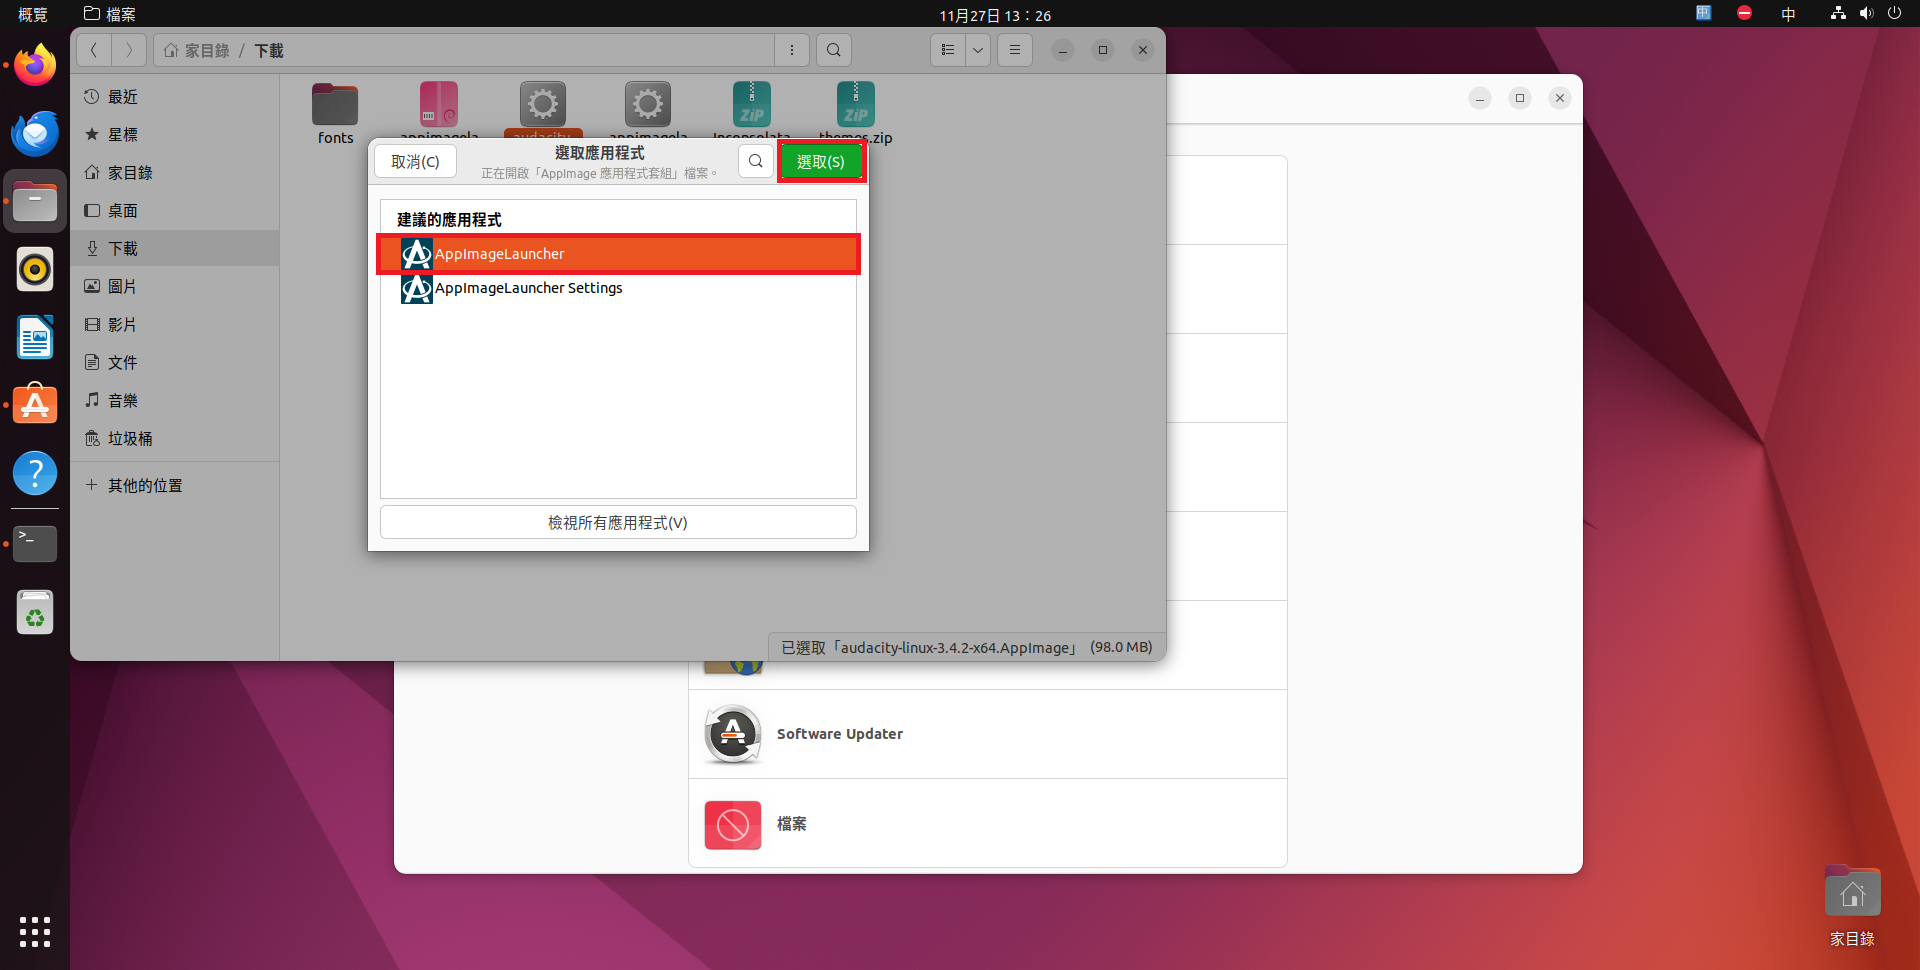 概覽
檔案
11月27日 13：26
中
家目錄 / 下載
最近
星標
家目錄
桌面
下載
圖片
影片
文件
音樂
垃圾桶
其他的位置
fonts
appimagela
audacity-
appimagela
Inconsolata
themes.zip
ZIP
ZIP
取消(C)
選取應用程式
正在開啟「AppImage 應用程式套組」檔案。
選取(S)
建議的應用程式
AppImageLauncher
AppImageLauncher Settings
檢視所有應用程式(V)
已選取「audacity-linux-3.4.2-x64.AppImage」 (98.0 MB)
Software Updater
檔案
家目錄